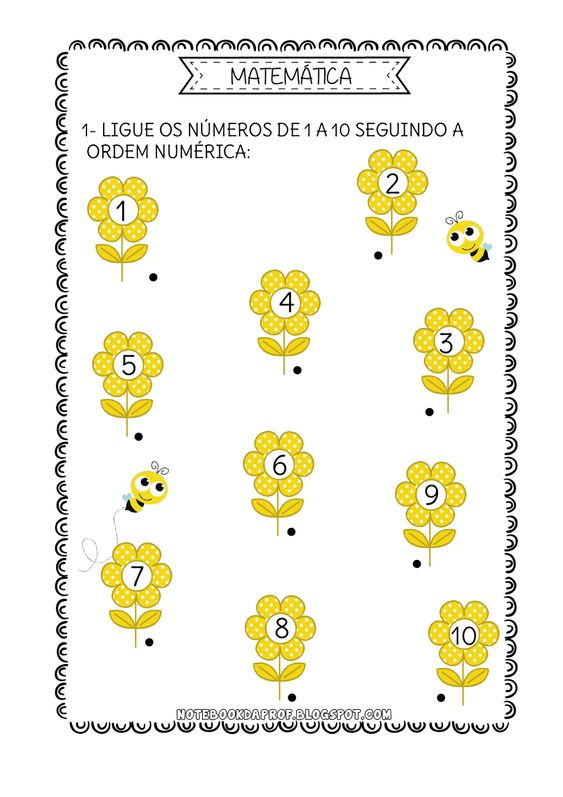 MATEMÁTICA
1- LIGUE OS NÚMEROS DE 1 A 10 SEGUINDO A
ORDEM NUMÉRICA:
1
2
4
3
5
6
9
7
8
10
NOTEBOOKDAPROF.BLOGSPOT.COM